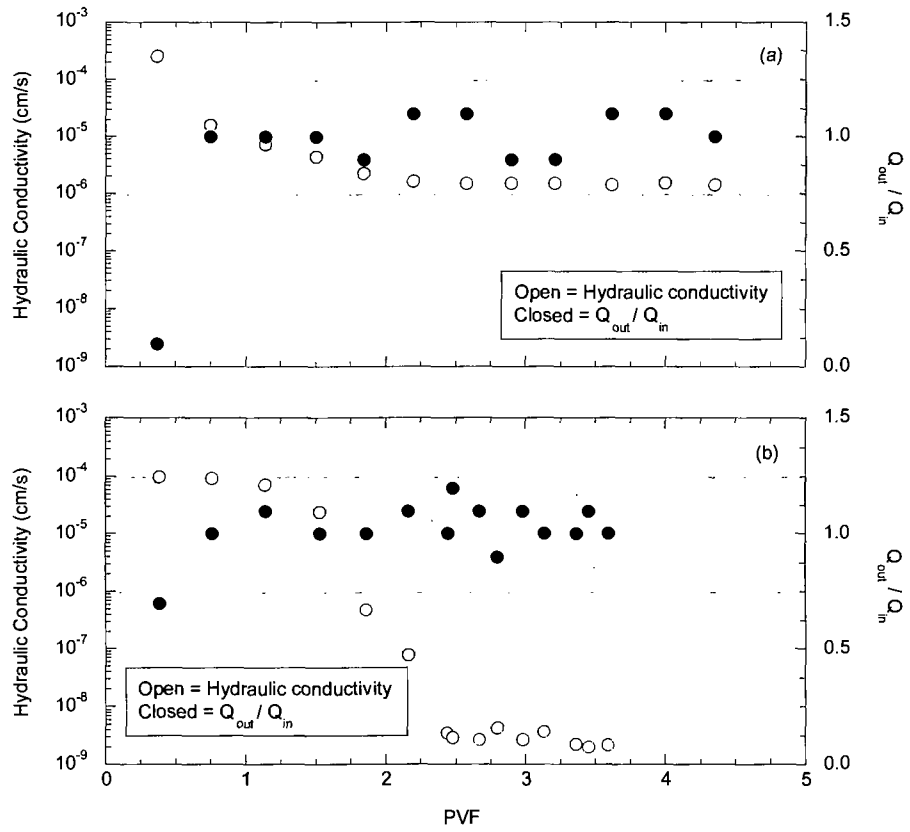 (a)
Hydraulic Conductivity (cm/s)
10^-3
10^-4
10^-5
10^-6
10^-7
10^-8
10^-9
1.5
1.0
0.5
0.0
Q_out / Q_in
Open = Hydraulic conductivity
Closed = Q_out / Q_in
(b)
Hydraulic Conductivity (cm/s)
10^-3
10^-4
10^-5
10^-6
10^-7
10^-8
10^-9
1.5
1.0
0.5
0.0
Q_out / Q_in
Open = Hydraulic conductivity
Closed = Q_out / Q_in
0 1 2 3 4 5
PVF